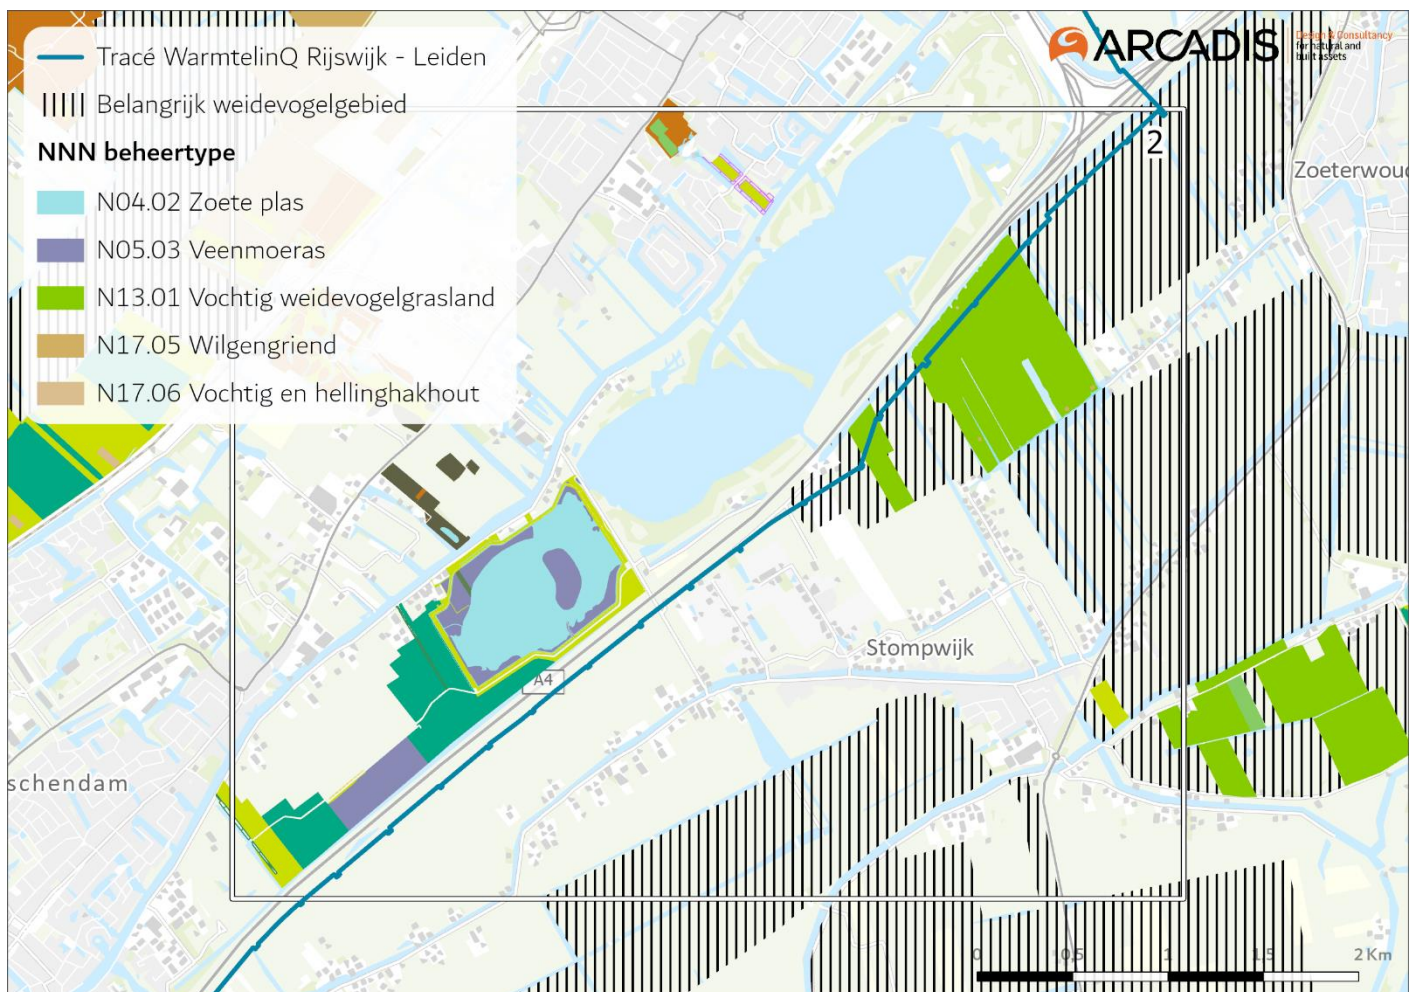 Tracé WarmtelinQ Rijswijk - Leiden
Belangrijk weidevogelgebied
NNN beheertype
N04.02 Zoete plas
N05.03 Veenmoeras
N13.01 Vochtig weidevogelgrasland
N17.05 Wilgengriend
N17.06 Vochtig en hellinghakhout
ARCADIS
Design & Consultancy
for natural and
built assets
2
Zoeterwoud
Stompwijk
A4
schendam
0 0,5 1 1,5 2 Km